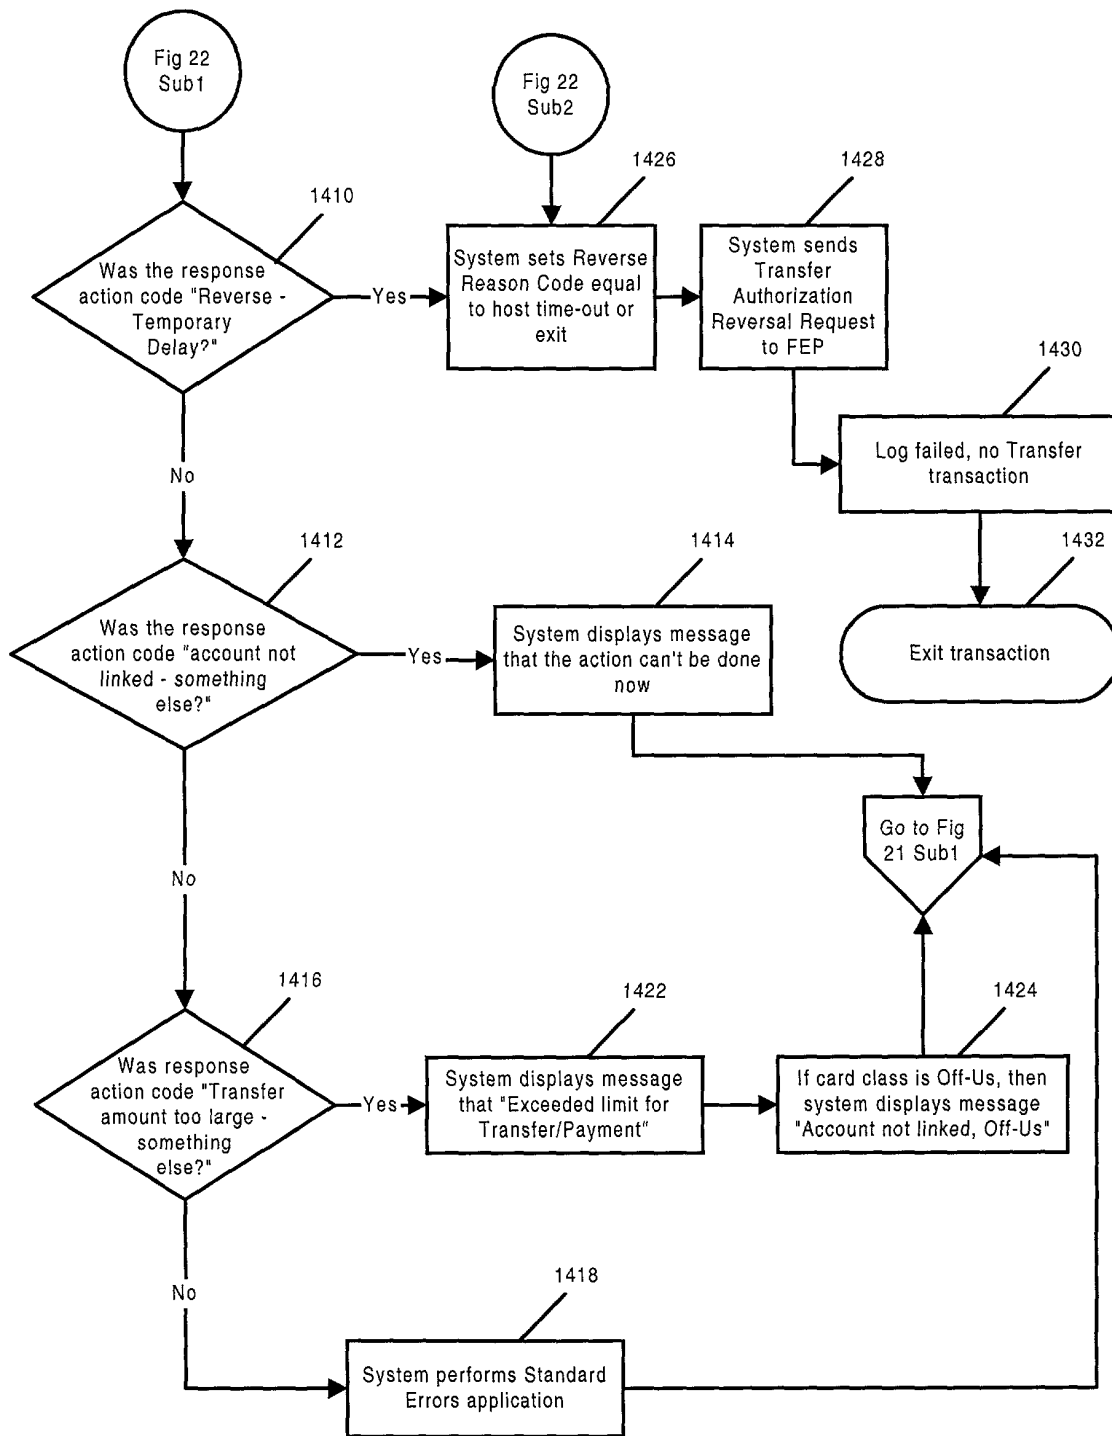 Fig 22
Sub1
Fig 22
Sub2
1410
1426
1428
Was the response
action code "Reverse -
Temporary
Delay?"
Yes
System sets Reverse
Reason Code equal
to host time-out or
exit
System sends
Transfer
Authorization
Reversal Request
to FEP
1430
Log failed, no Transfer
transaction
No
1412
1414
1432
Was the response
action code "account not
linked - something
else?"
Yes
System displays message
that the action can't be done
now
Exit transaction
Go to Fig
21 Sub1
No
1416
1422
1424
Was response
action code "Transfer
amount too large -
something
else?"
Yes
System displays message
that "Exceeded limit for
Transfer/Payment"
If card class is Off-Us, then
system displays message
"Account not linked, Off-Us"
No
1418
System performs Standard
Errors application